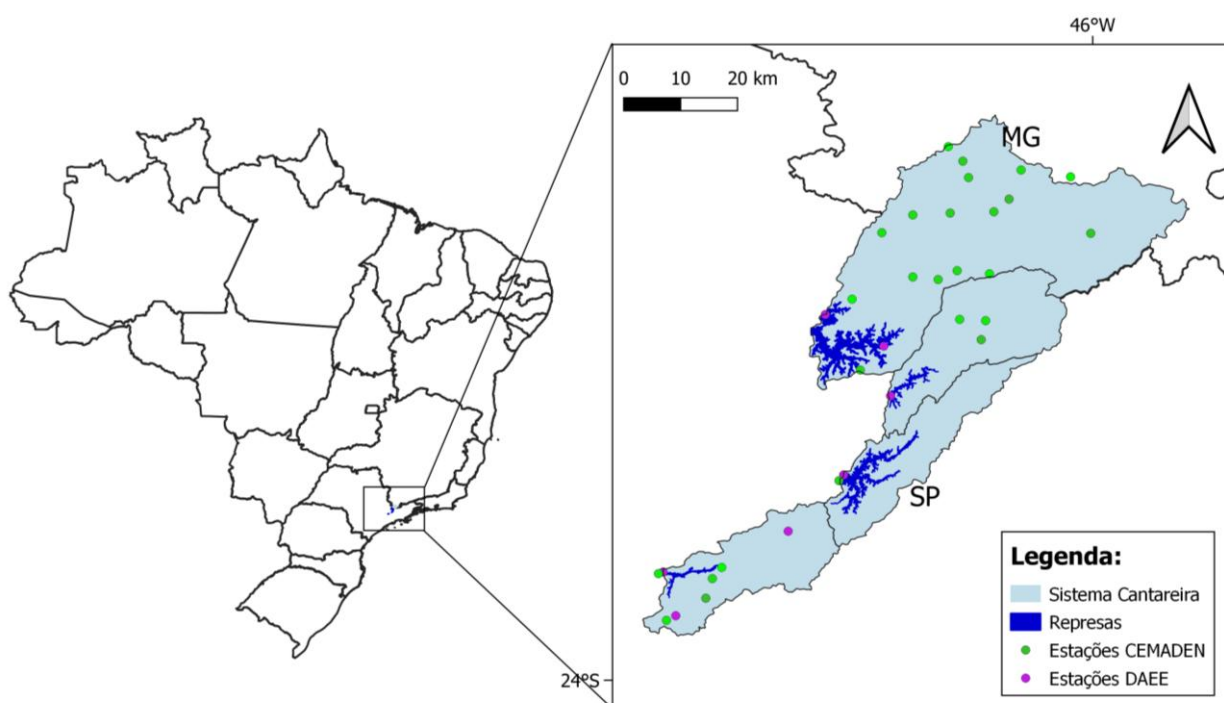 46°W
0 10 20 km
MG
SP
24°S
Legenda:
Sistema Cantareira
Represas
Estações CEMADEN
Estações DAEE